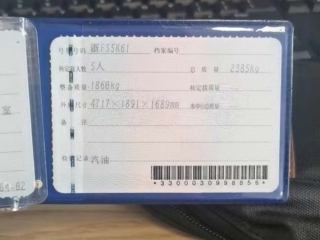 号牌号码 浙F55K61 档案编号
核定载人数 5人 总质量 2385kg
整备质量 1866kg 核定载质量
外廓尺寸 4717×1891×1689mm 准牵引总质量
备注
检验记录 汽油
*3300030998856*